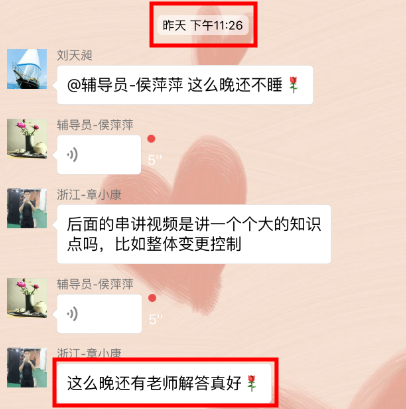 昨天 下午11:26
刘天昶
@辅导员-侯萍萍 这么晚还不睡🌹
辅导员-侯萍萍
5"
浙江-章小康
后面的串讲视频是讲一个个大的知识
点吗，比如整体变更控制
辅导员-侯萍萍
5"
浙江-章小康
这么晚还有老师解答真好🌹